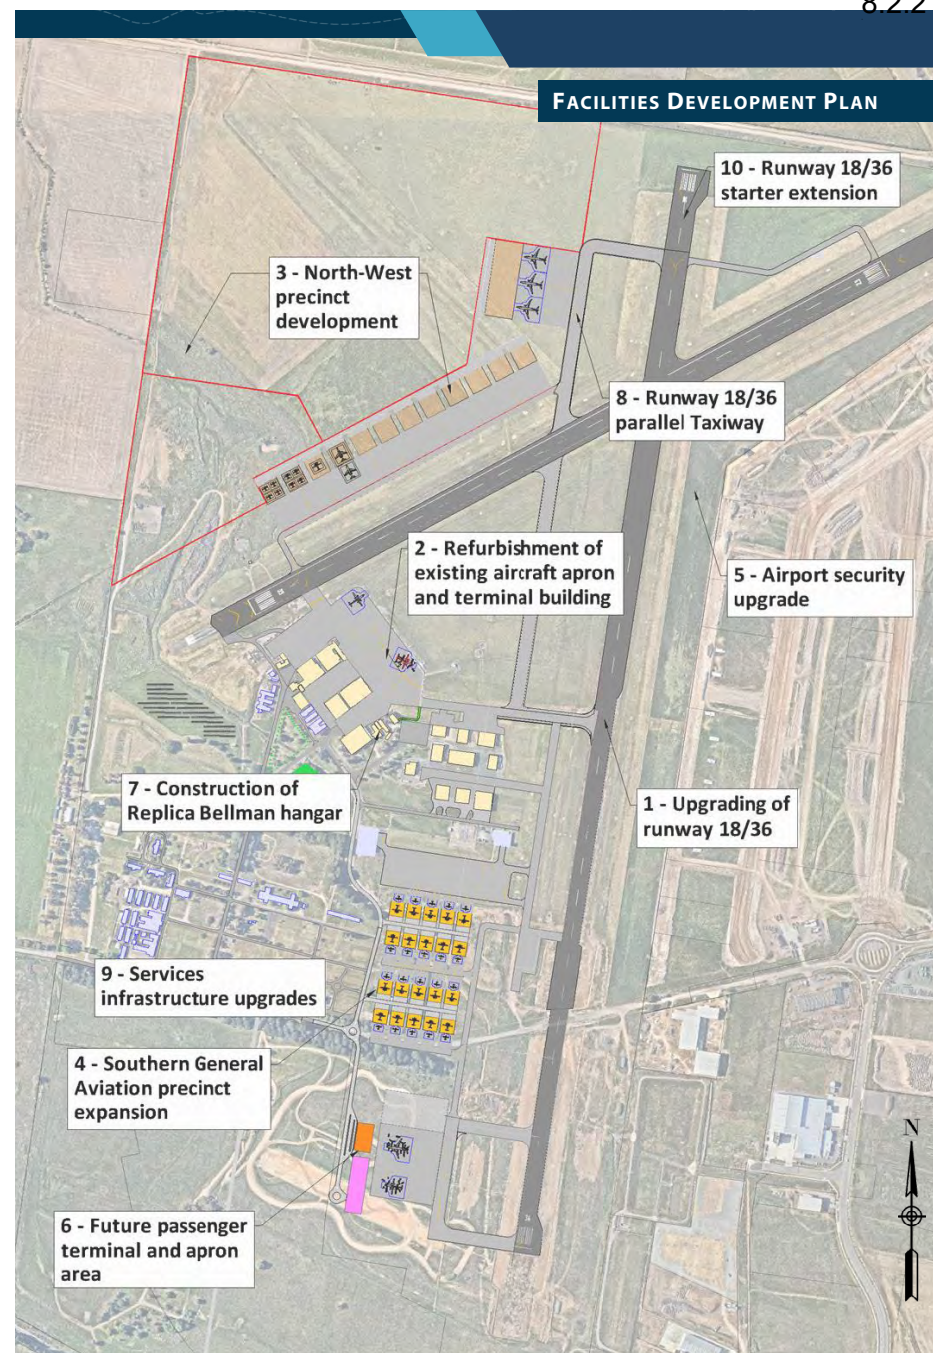 8.2.2
FACILITIES DEVELOPMENT PLAN
10 - Runway 18/36
starter extension
3 - North-West
precinct
development
8 - Runway 18/36
parallel Taxiway
2 - Refurbishment of
existing aircraft apron
and terminal building
5 - Airport security
upgrade
7 - Construction of
Replica Bellman hangar
1 - Upgrading of
runway 18/36
9 - Services
infrastructure upgrades
4 - Southern General
Aviation precinct
expansion
N
6 - Future passenger
terminal and apron
area